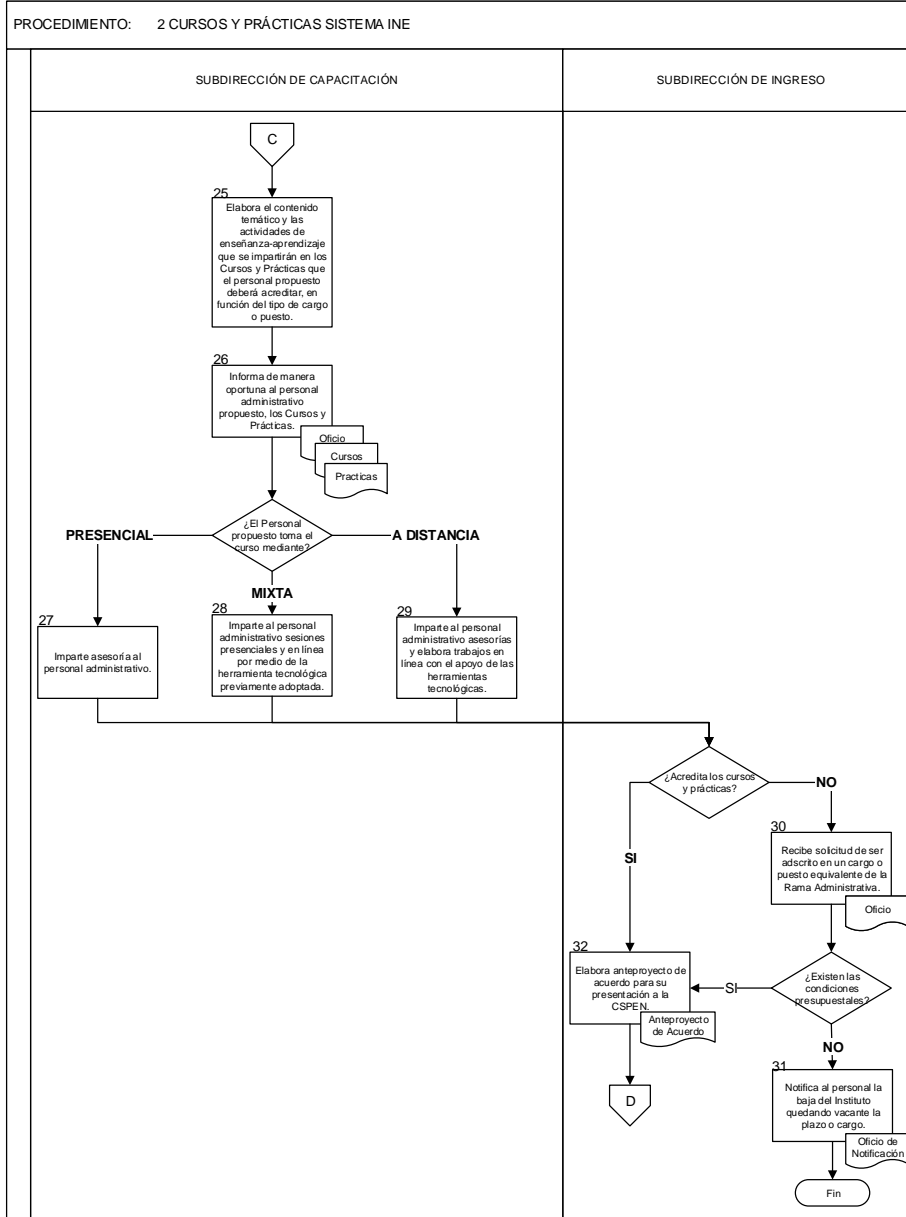 PROCEDIMIENTO: 2 CURSOS Y PRÁCTICAS SISTEMA INE
SUBDIRECCIÓN DE CAPACITACIÓN
SUBDIRECCIÓN DE INGRESO
C
25
Elabora el contenido
temático y las
actividades de
enseñanza-aprendizaje
que se impartirán en los
Cursos y Prácticas que
el personal propuesto
deberá acreditar, en
función del tipo de cargo
o puesto.
26
Informa de manera
oportuna al personal
administrativo
propuesto, los Cursos y
Prácticas.
Oficio
Cursos
Practicas
¿El Personal
propuesto toma el
curso mediante?
PRESENCIAL
A DISTANCIA
MIXTA
27
Imparte asesoría al
personal administrativo.
28
Imparte al personal
administrativo sesiones
presenciales y en línea
por medio de la
herramienta tecnológica
previamente adoptada.
29
Imparte al personal
administrativo asesorías
y elabora trabajos en
línea con el apoyo de las
herramientas
tecnológicas.
¿Acredita los cursos
y prácticas?
NO
SI
30
Recibe solicitud de ser
adscrito en un cargo o
puesto equivalente de la
Rama Administrativa.
Oficio
32
Elabora anteproyecto de
acuerdo para su
presentación a la
CSPEN.
Anteproyecto
de Acuerdo
SI
¿Existen las
condiciones
presupuestales?
NO
D
31
Notifica al personal la
baja del Instituto
quedando vacante la
plazo o cargo.
Oficio de
Notificación
Fin